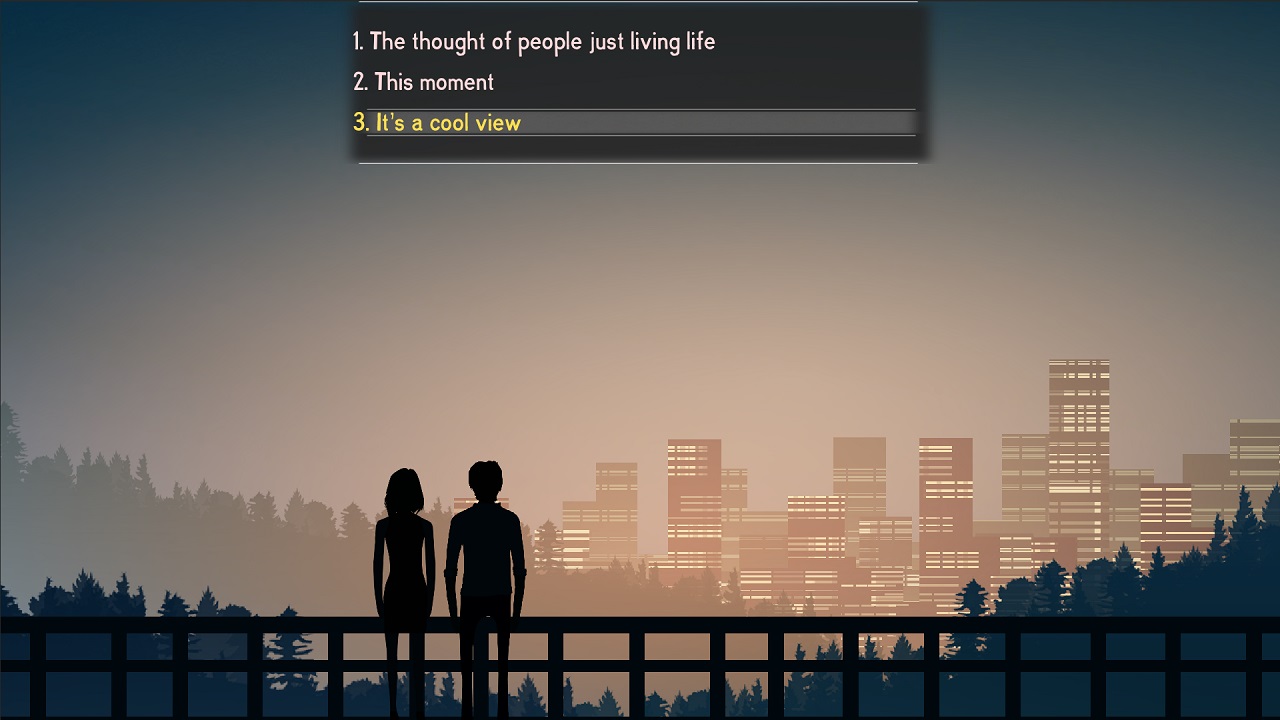 1. The thought of people just living life
2. This moment
3. It's a cool view